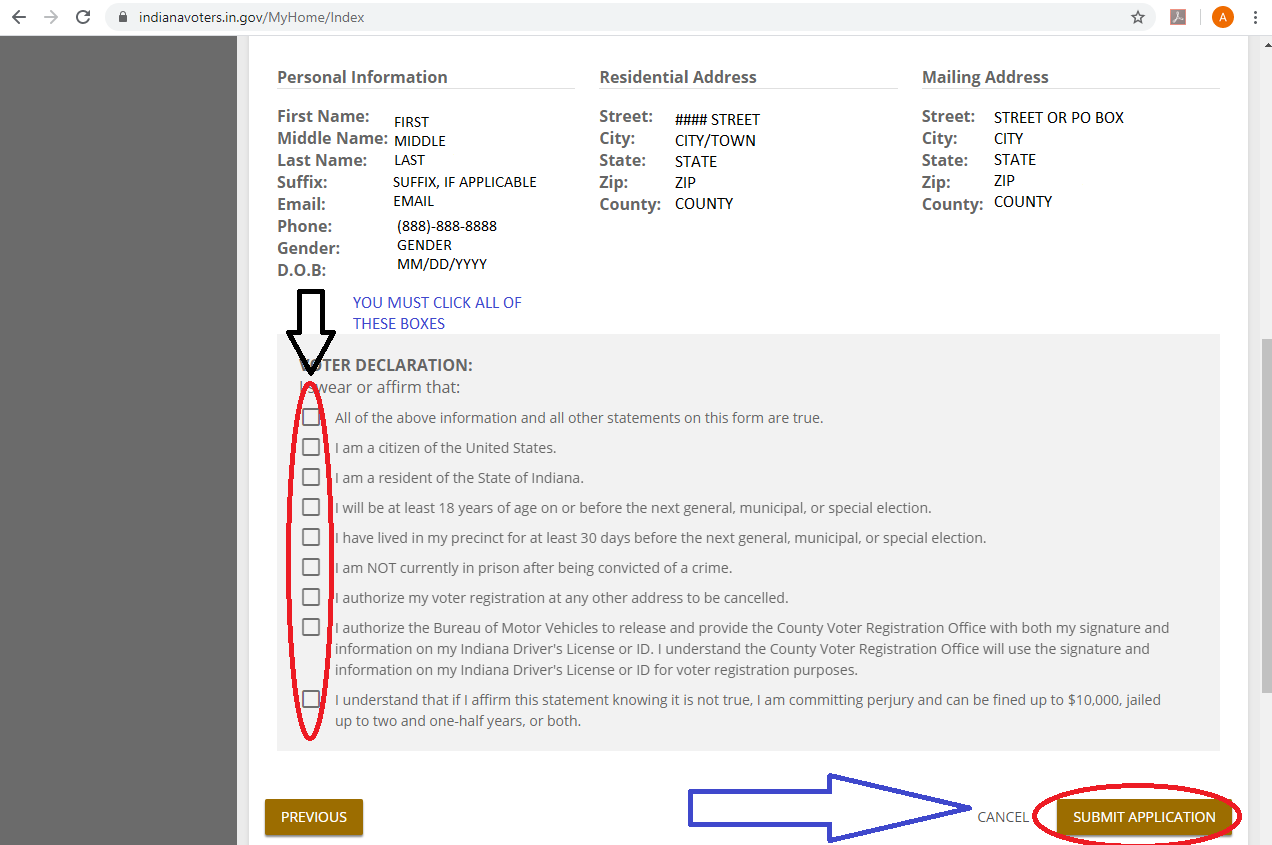 indianavoters.in.gov/MyHome/Index
A
Personal Information
First Name: FIRST
Middle Name: MIDDLE
Last Name: LAST
Suffix: SUFFIX, IF APPLICABLE
Email: EMAIL
Phone: (888)-888-8888
Gender: GENDER
D.O.B: MM/DD/YYYY
Residential Address
Street: #### STREET
City: CITY/TOWN
State: STATE
Zip: ZIP
County: COUNTY
Mailing Address
Street: STREET OR PO BOX
City: CITY
State: STATE
Zip: ZIP
County: COUNTY
YOU MUST CLICK ALL OF
THESE BOXES
VOTER DECLARATION:
I swear or affirm that:
All of the above information and all other statements on this form are true.
I am a citizen of the United States.
I am a resident of the State of Indiana.
I will be at least 18 years of age on or before the next general, municipal, or special election.
I have lived in my precinct for at least 30 days before the next general, municipal, or special election.
I am NOT currently in prison after being convicted of a crime.
I authorize my voter registration at any other address to be cancelled.
I authorize the Bureau of Motor Vehicles to release and provide the County Voter Registration Office with both my signature and
information on my Indiana Driver's License or ID. I understand the County Voter Registration Office will use the signature and
information on my Indiana Driver's License or ID for voter registration purposes.
I understand that if I affirm this statement knowing it is not true, I am committing perjury and can be fined up to $10,000, jailed
up to two and one-half years, or both.
PREVIOUS
CANCEL
SUBMIT APPLICATION